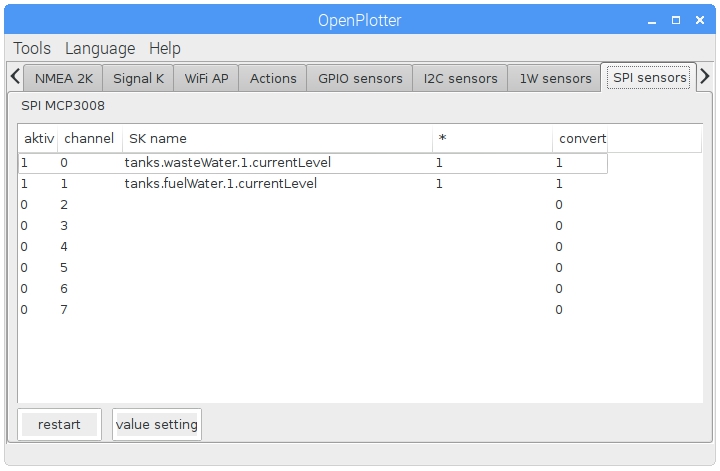 OpenPlotter
Tools Language Help
NMEA 2K Signal K WiFi AP Actions GPIO sensors I2C sensors 1W sensors SPI sensors
SPI MCP3008
aktiv channel SK name * convert
1 0 tanks.wasteWater.1.currentLevel 1 1
1 1 tanks.fuelWater.1.currentLevel 1 1
0 2 0
0 3 0
0 4 0
0 5 0
0 6 0
0 7 0
restart value setting